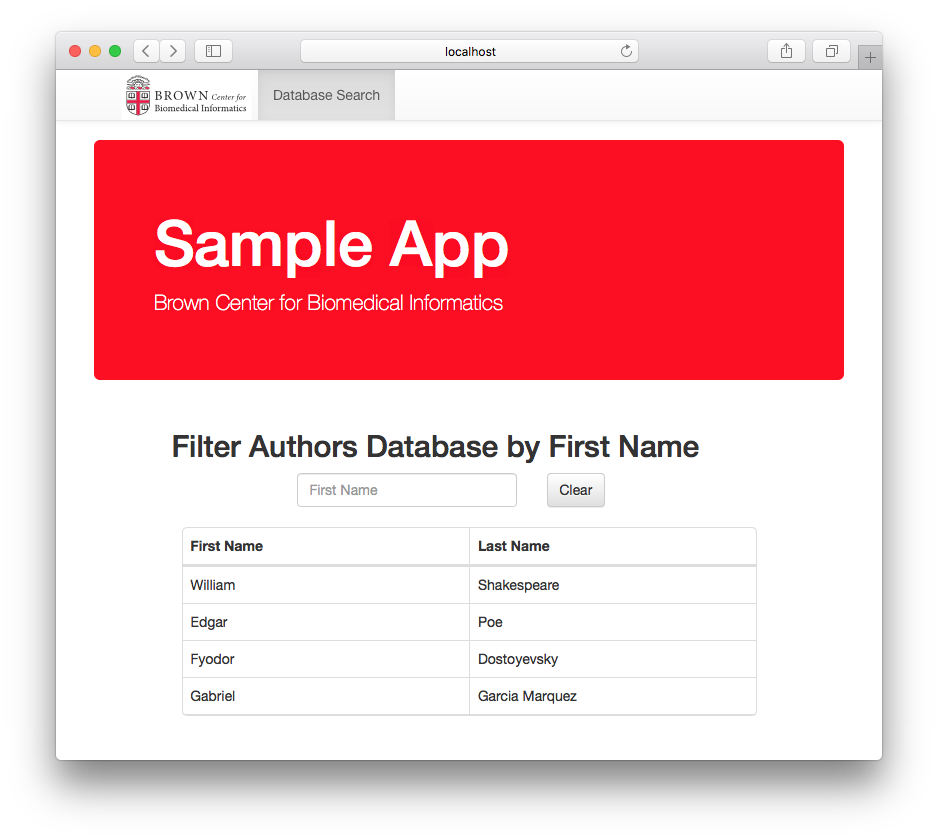 localhost
BROWN Center for
Biomedical Informatics
Database Search
Sample App
Brown Center for Biomedical Informatics
Filter Authors Database by First Name
First Name
Clear
First Name Last Name
William Shakespeare
Edgar Poe
Fyodor Dostoyevsky
Gabriel Garcia Marquez